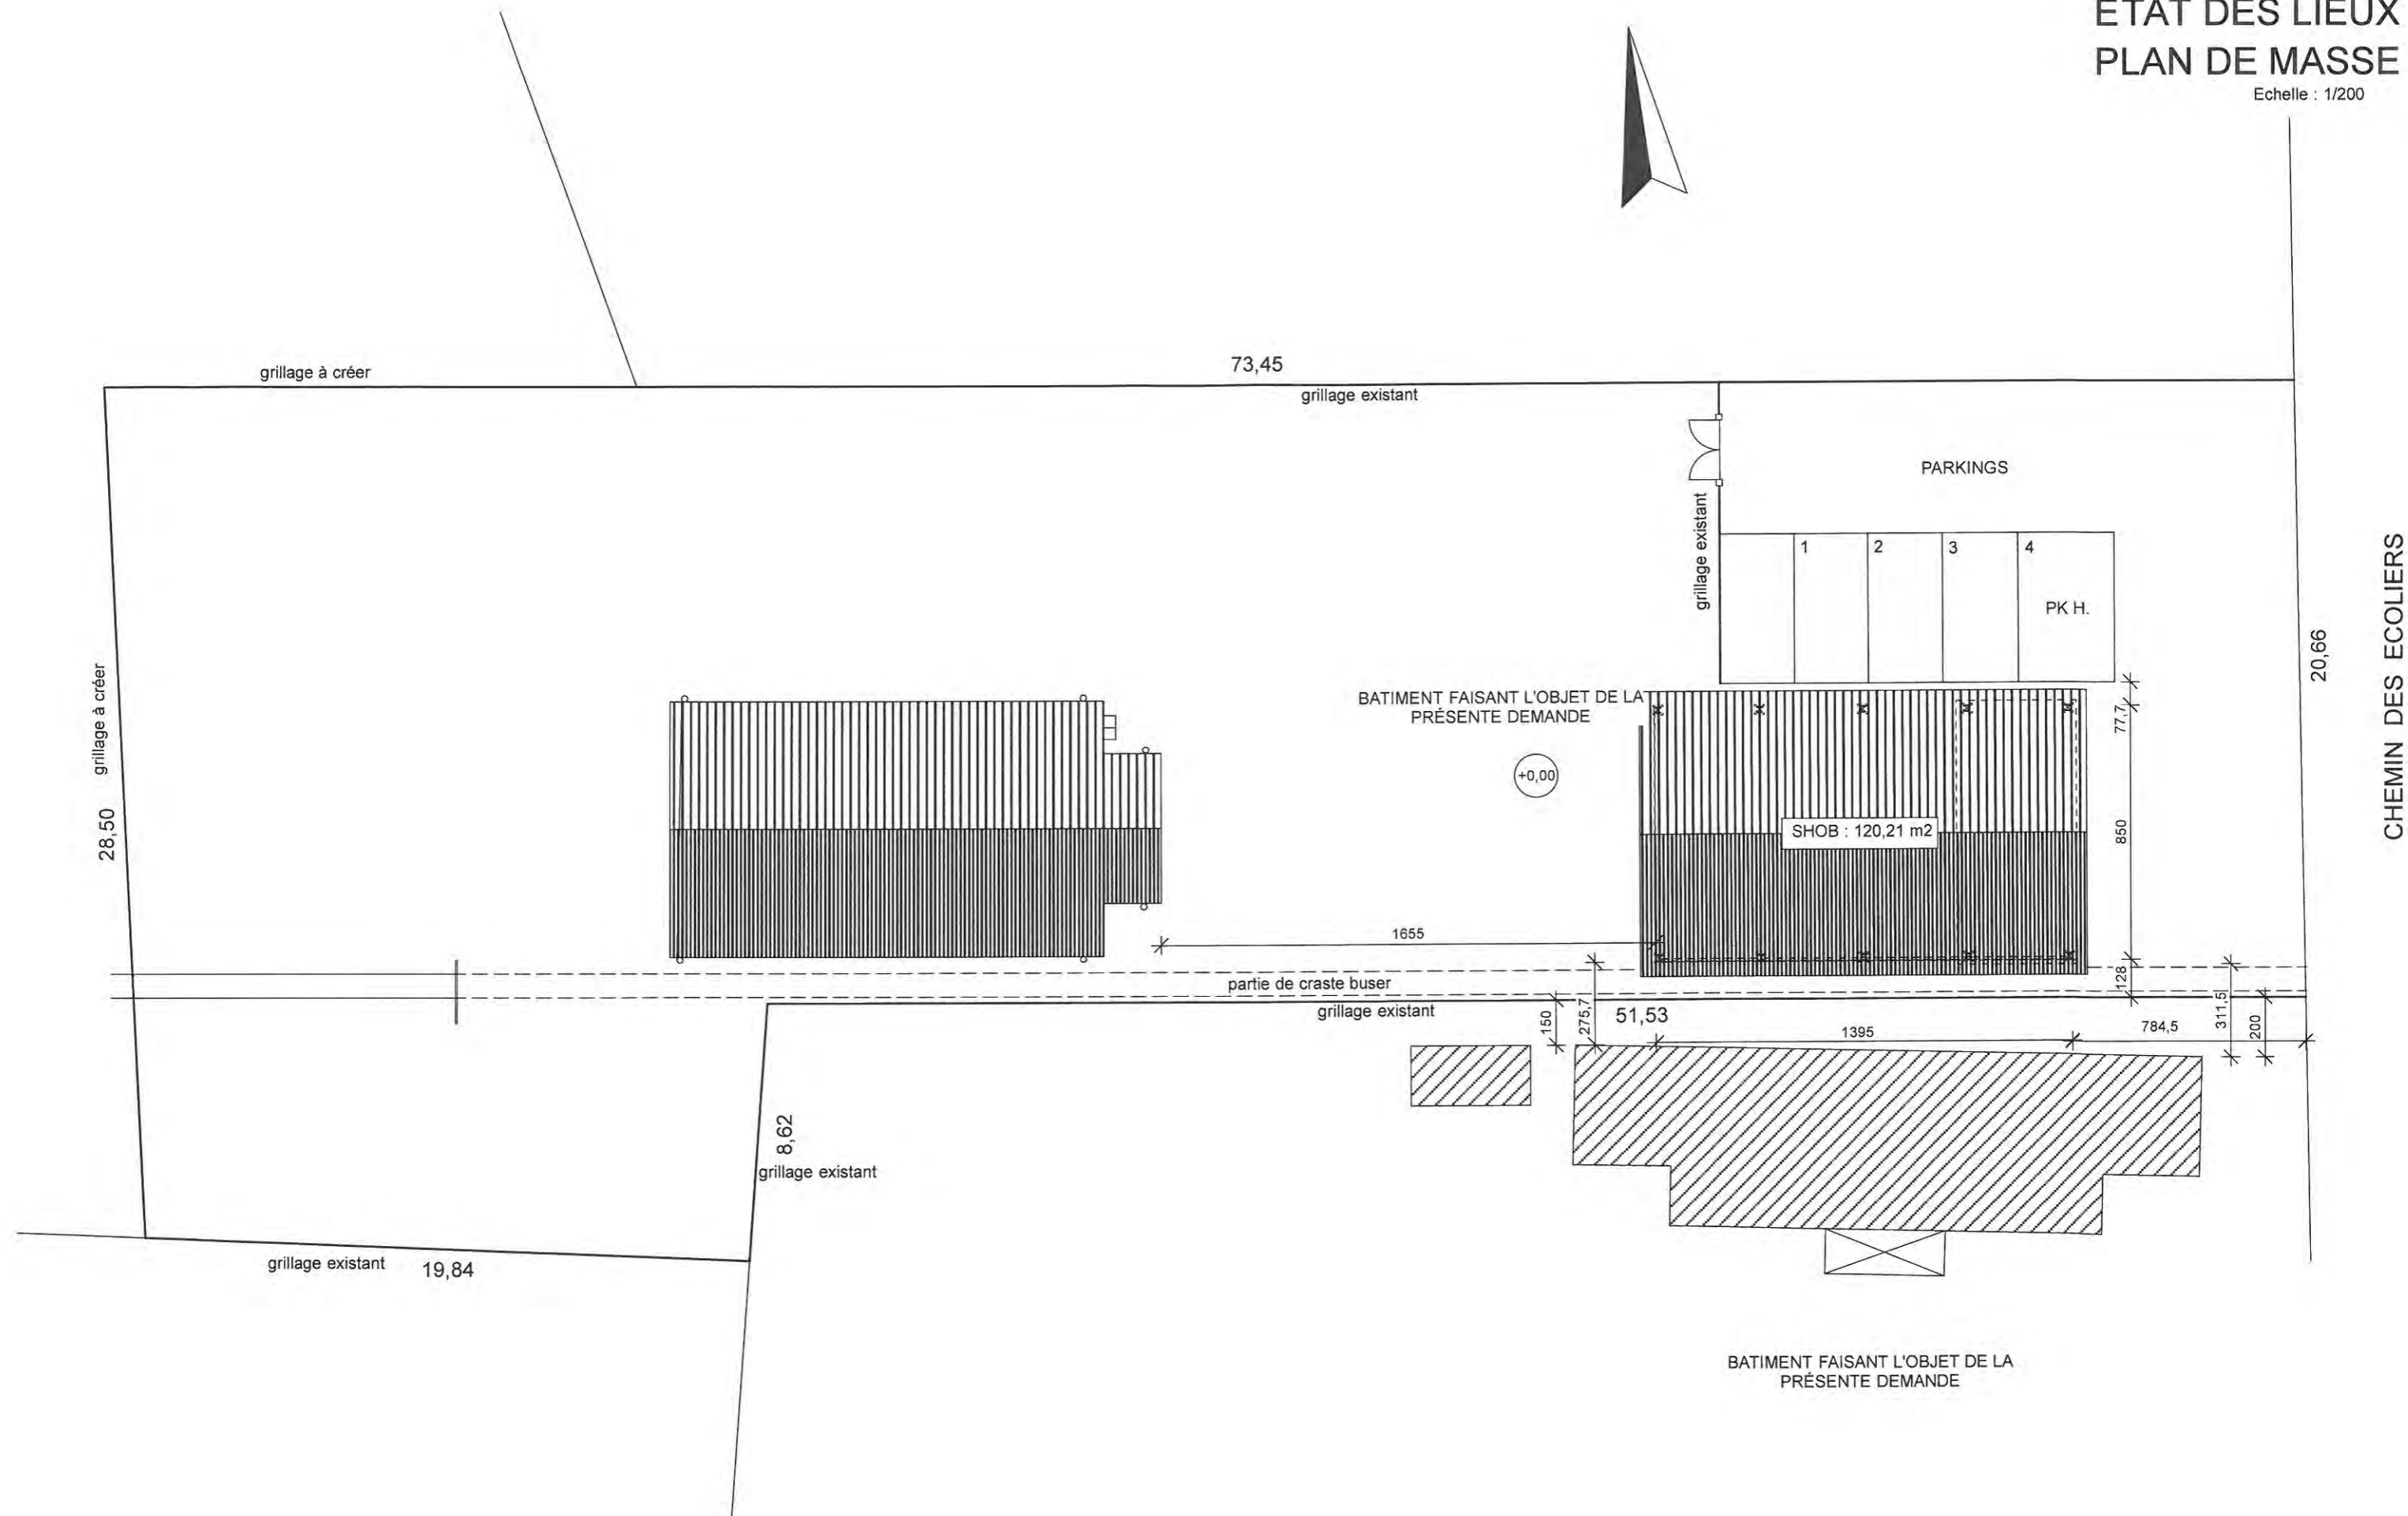 ETAT DES LIEUX
PLAN DE MASSE
Echelle : 1/200
73,45
grillage à créer
grillage existant
PARKINGS
grillage existant
1
2
3
4
PK H.
CHEMIN DES ECOLIERS
20,66
grillage à créer
28,50
BATIMENT FAISANT L'OBJET DE LA
PRÉSENTE DEMANDE
77,7
+0,00
SHOB : 120,21 m2
850
1655
128
partie de craste buser
grillage existant
150
275,7
51,53
1395
784,5
311,5
200
8,62
grillage existant
grillage existant
19,84
BATIMENT FAISANT L'OBJET DE LA
PRÉSENTE DEMANDE